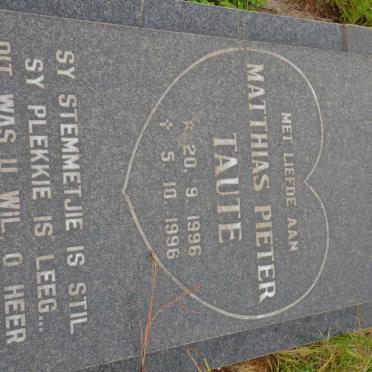 MET LIEFDE AAN
MATTHIAS PIETER
TAUTE
* 20. 9. 1996
✝ 5. 10 1996
SY STEMMETJIE IS STIL
SY PLEKKIE IS LEEG...
DIT WAS U WIL, O HEER